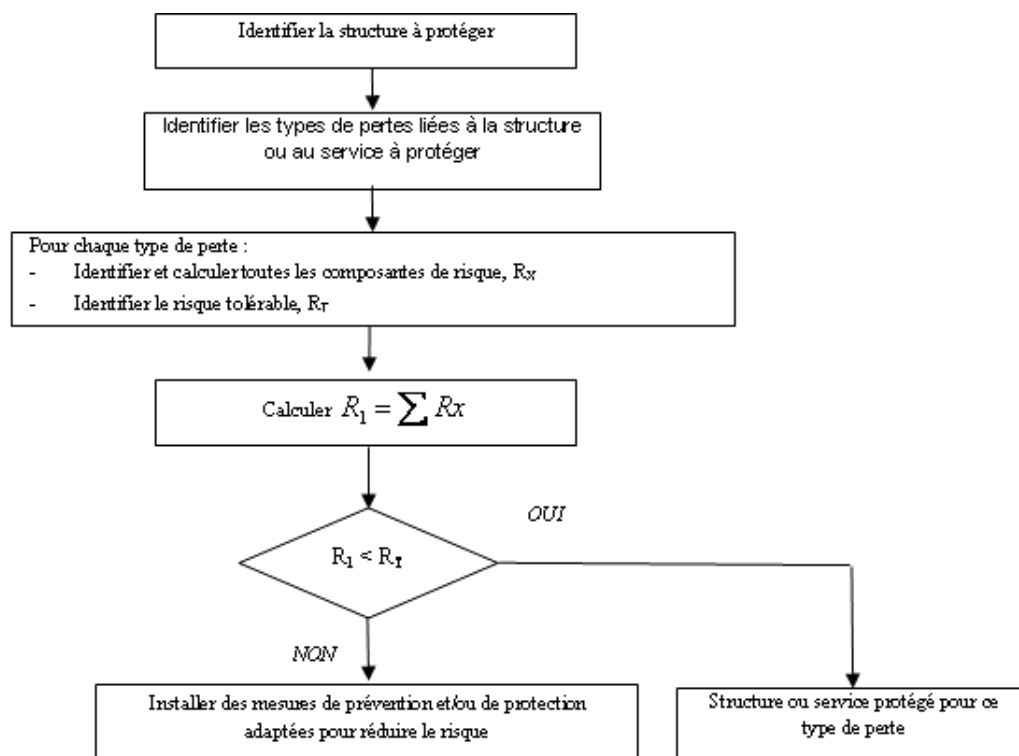 Identifier la structure à protéger
Identifier les types de pertes liées à la structure
ou au service à protéger
Pour chaque type de perte :
- Identifier et calculer toutes les composantes de risque, RX
- Identifier le risque tolérable, RT
Calculer R1 = ∑ Rx
OUI
R1 < RT
NON
Installer des mesures de prévention et/ou de protection
adaptées pour réduire le risque
Structure ou service protégé pour ce
type de perte